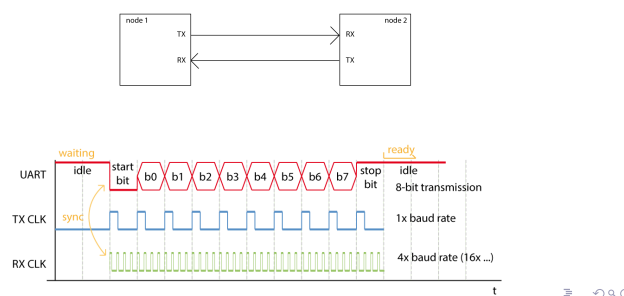 node 1
node 2
TX
RX
RX
TX
waiting
ready
UART
idle
start
bit
b0
b1
b2
b3
b4
b5
b6
b7
stop
bit
idle
8-bit transmission
TX CLK
sync
1x baud rate
RX CLK
4x baud rate (16x ...)
t